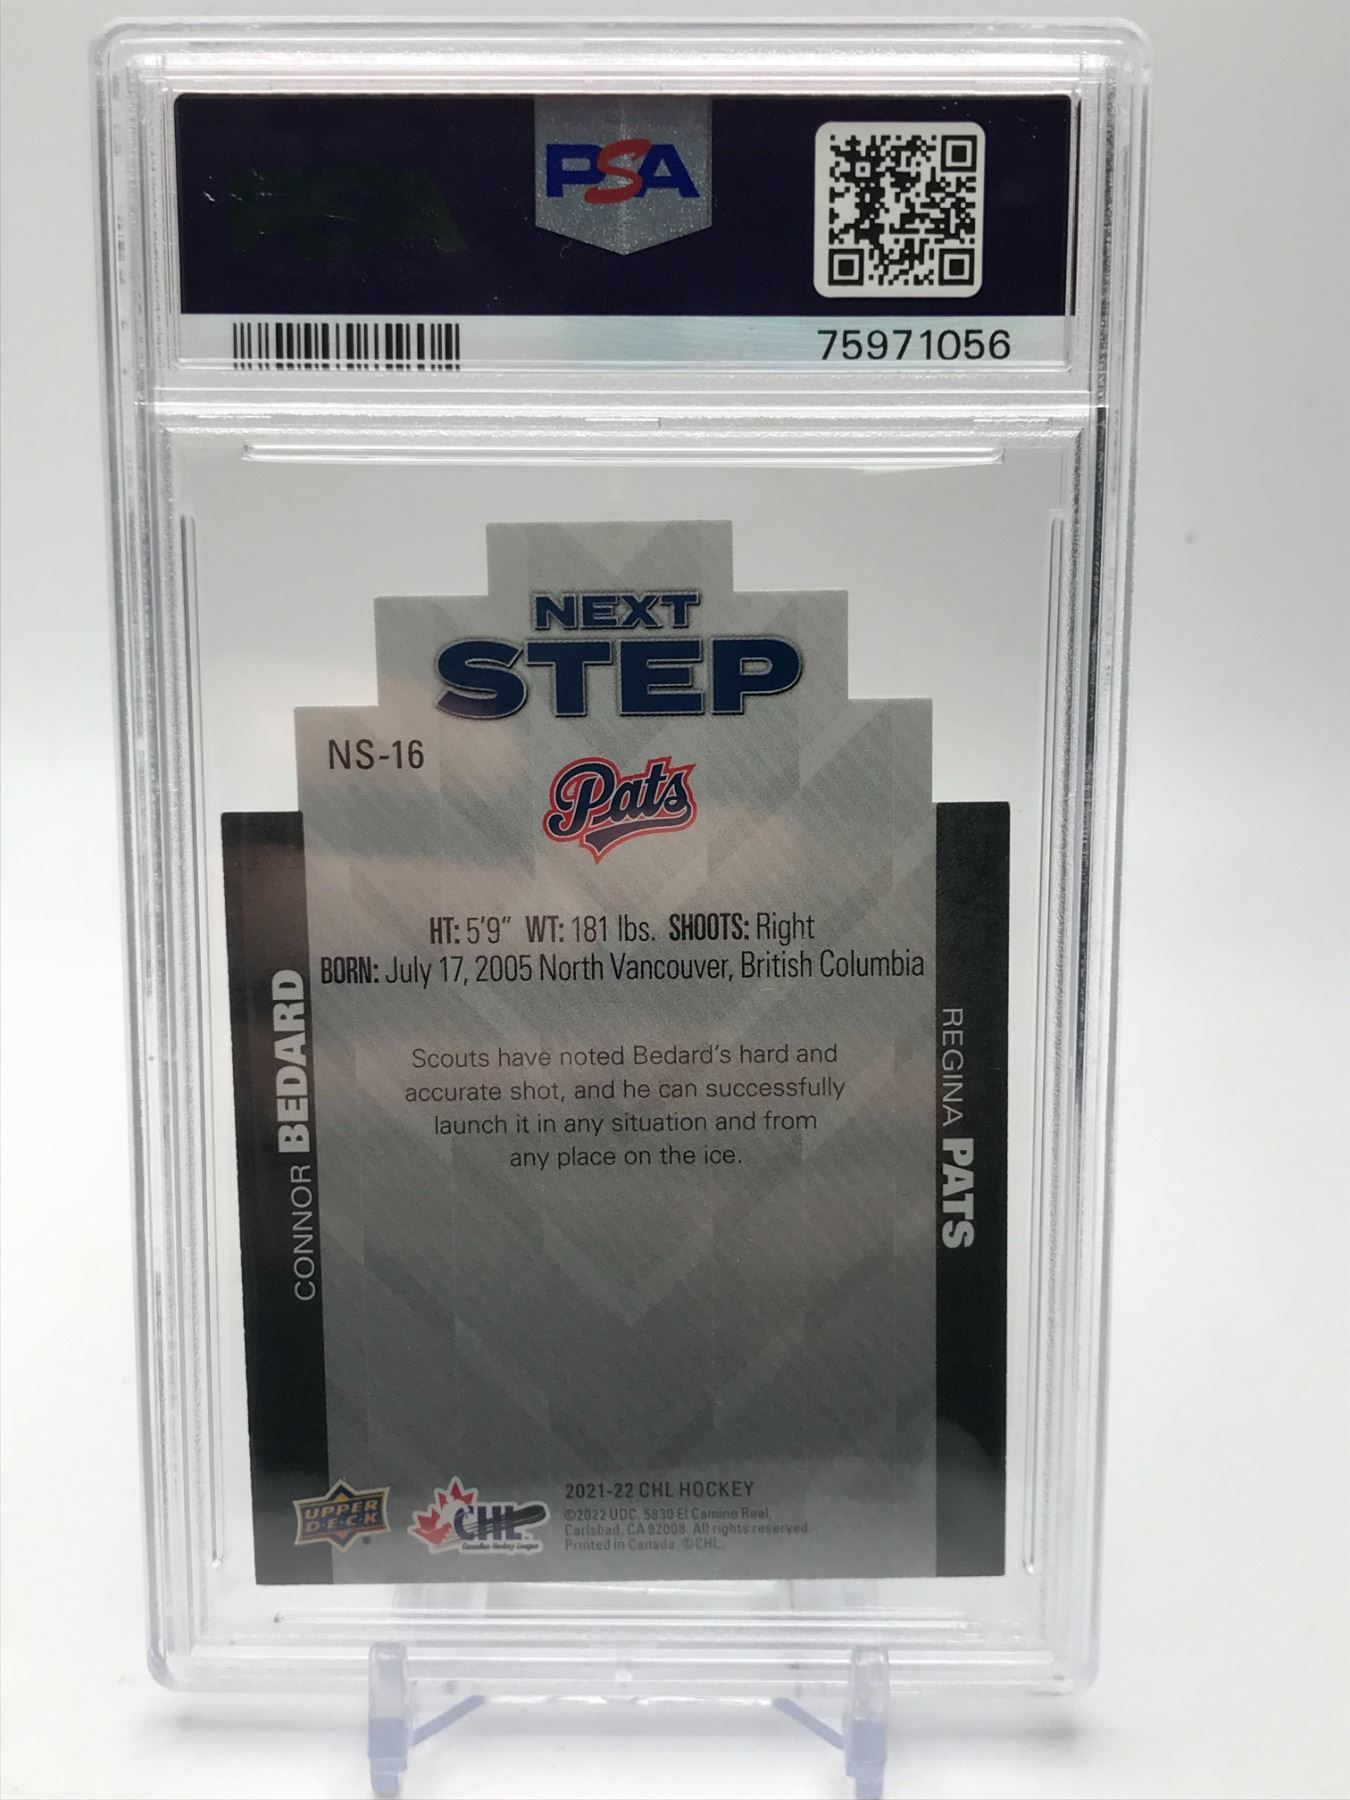 PSA
75971056
NEXT
STEP
NS-16
Pats
HT: 5'9" WT: 181 lbs. SHOOTS: Right
BORN: July 17, 2005 North Vancouver, British Columbia
CONNOR BEDARD
REGINA PATS
Scouts have noted Bedard's hard and
accurate shot, and he can successfully
launch it in any situation and from
any place on the ice.
UPPER
D·E·C·K
CHL
Canadian Hockey League
2021-22 CHL HOCKEY
©2022 UDC. 5830 El Camino Real,
Carlsbad, CA 92008. All rights reserved.
Printed in Canada. ©CHL.